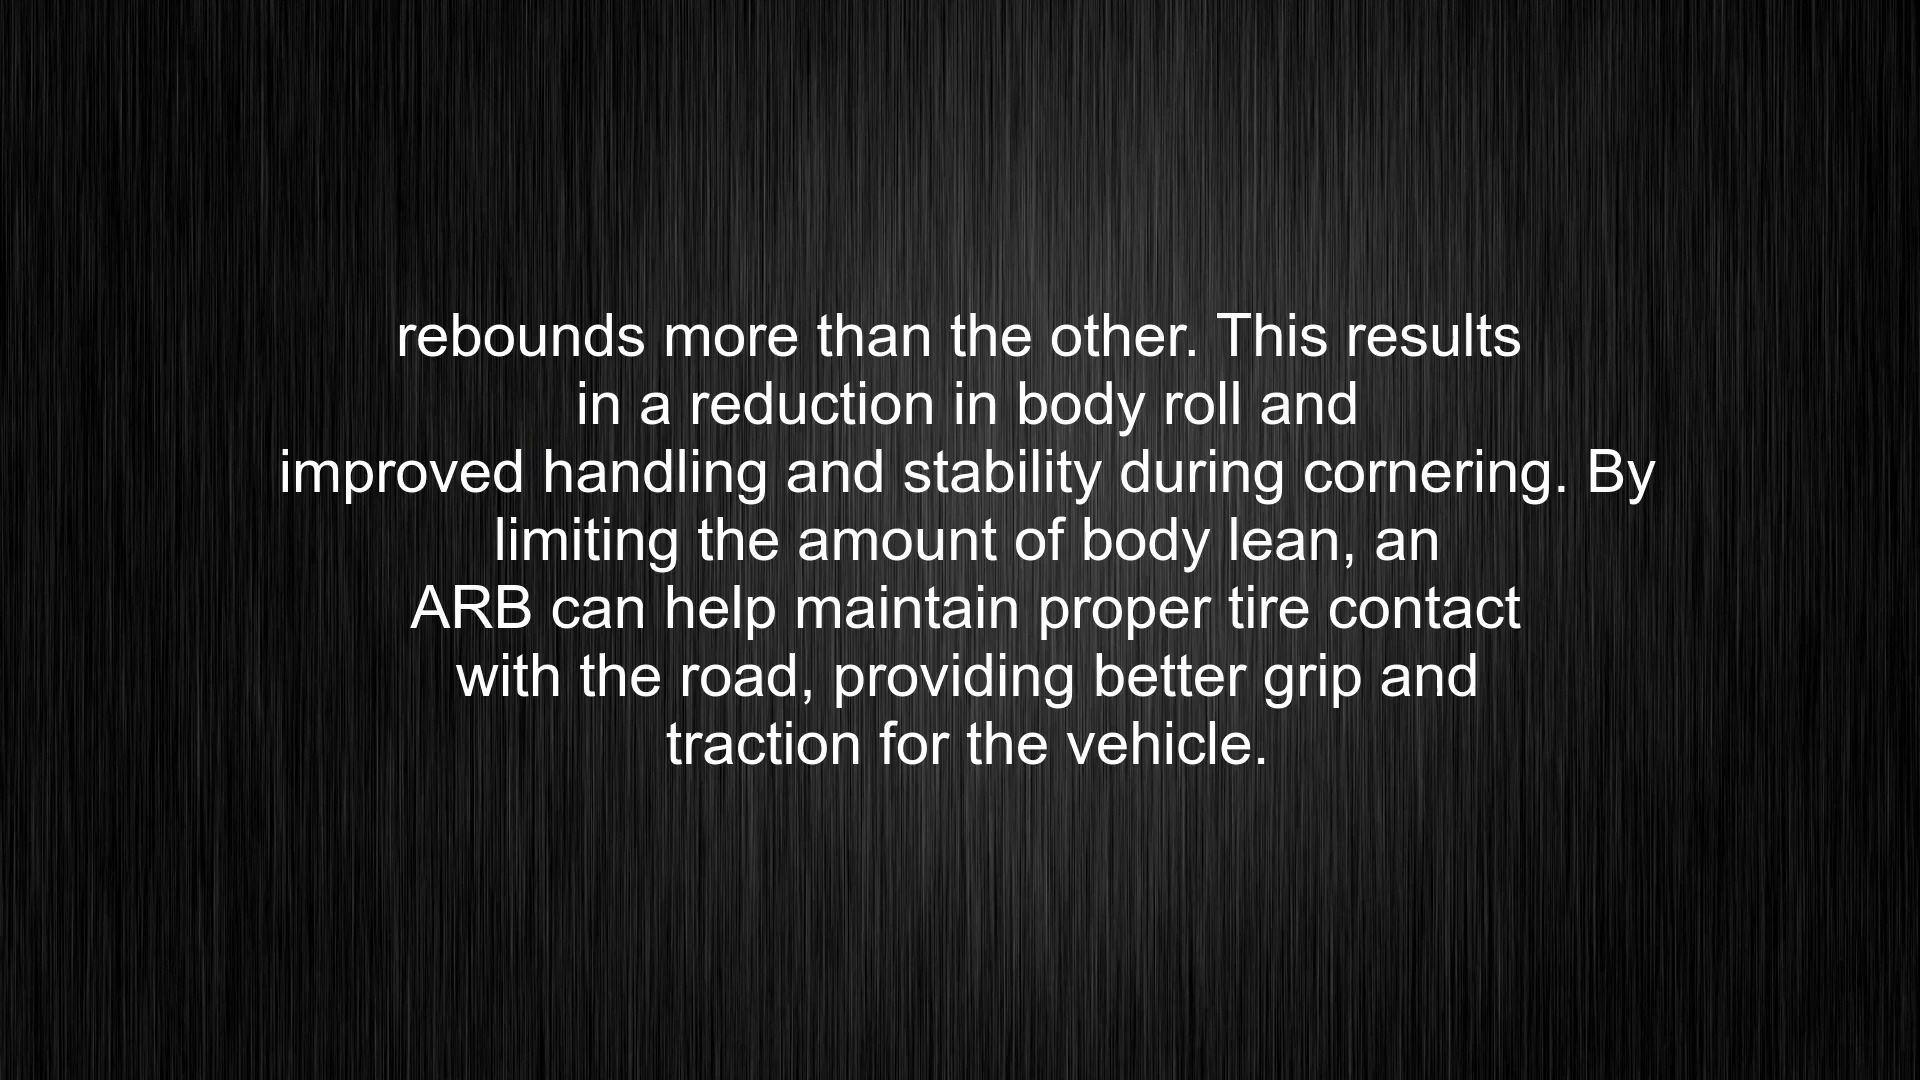 rebounds more than the other. This results
in a reduction in body roll and
improved handling and stability during cornering. By
limiting the amount of body lean, an
ARB can help maintain proper tire contact
with the road, providing better grip and
traction for the vehicle.